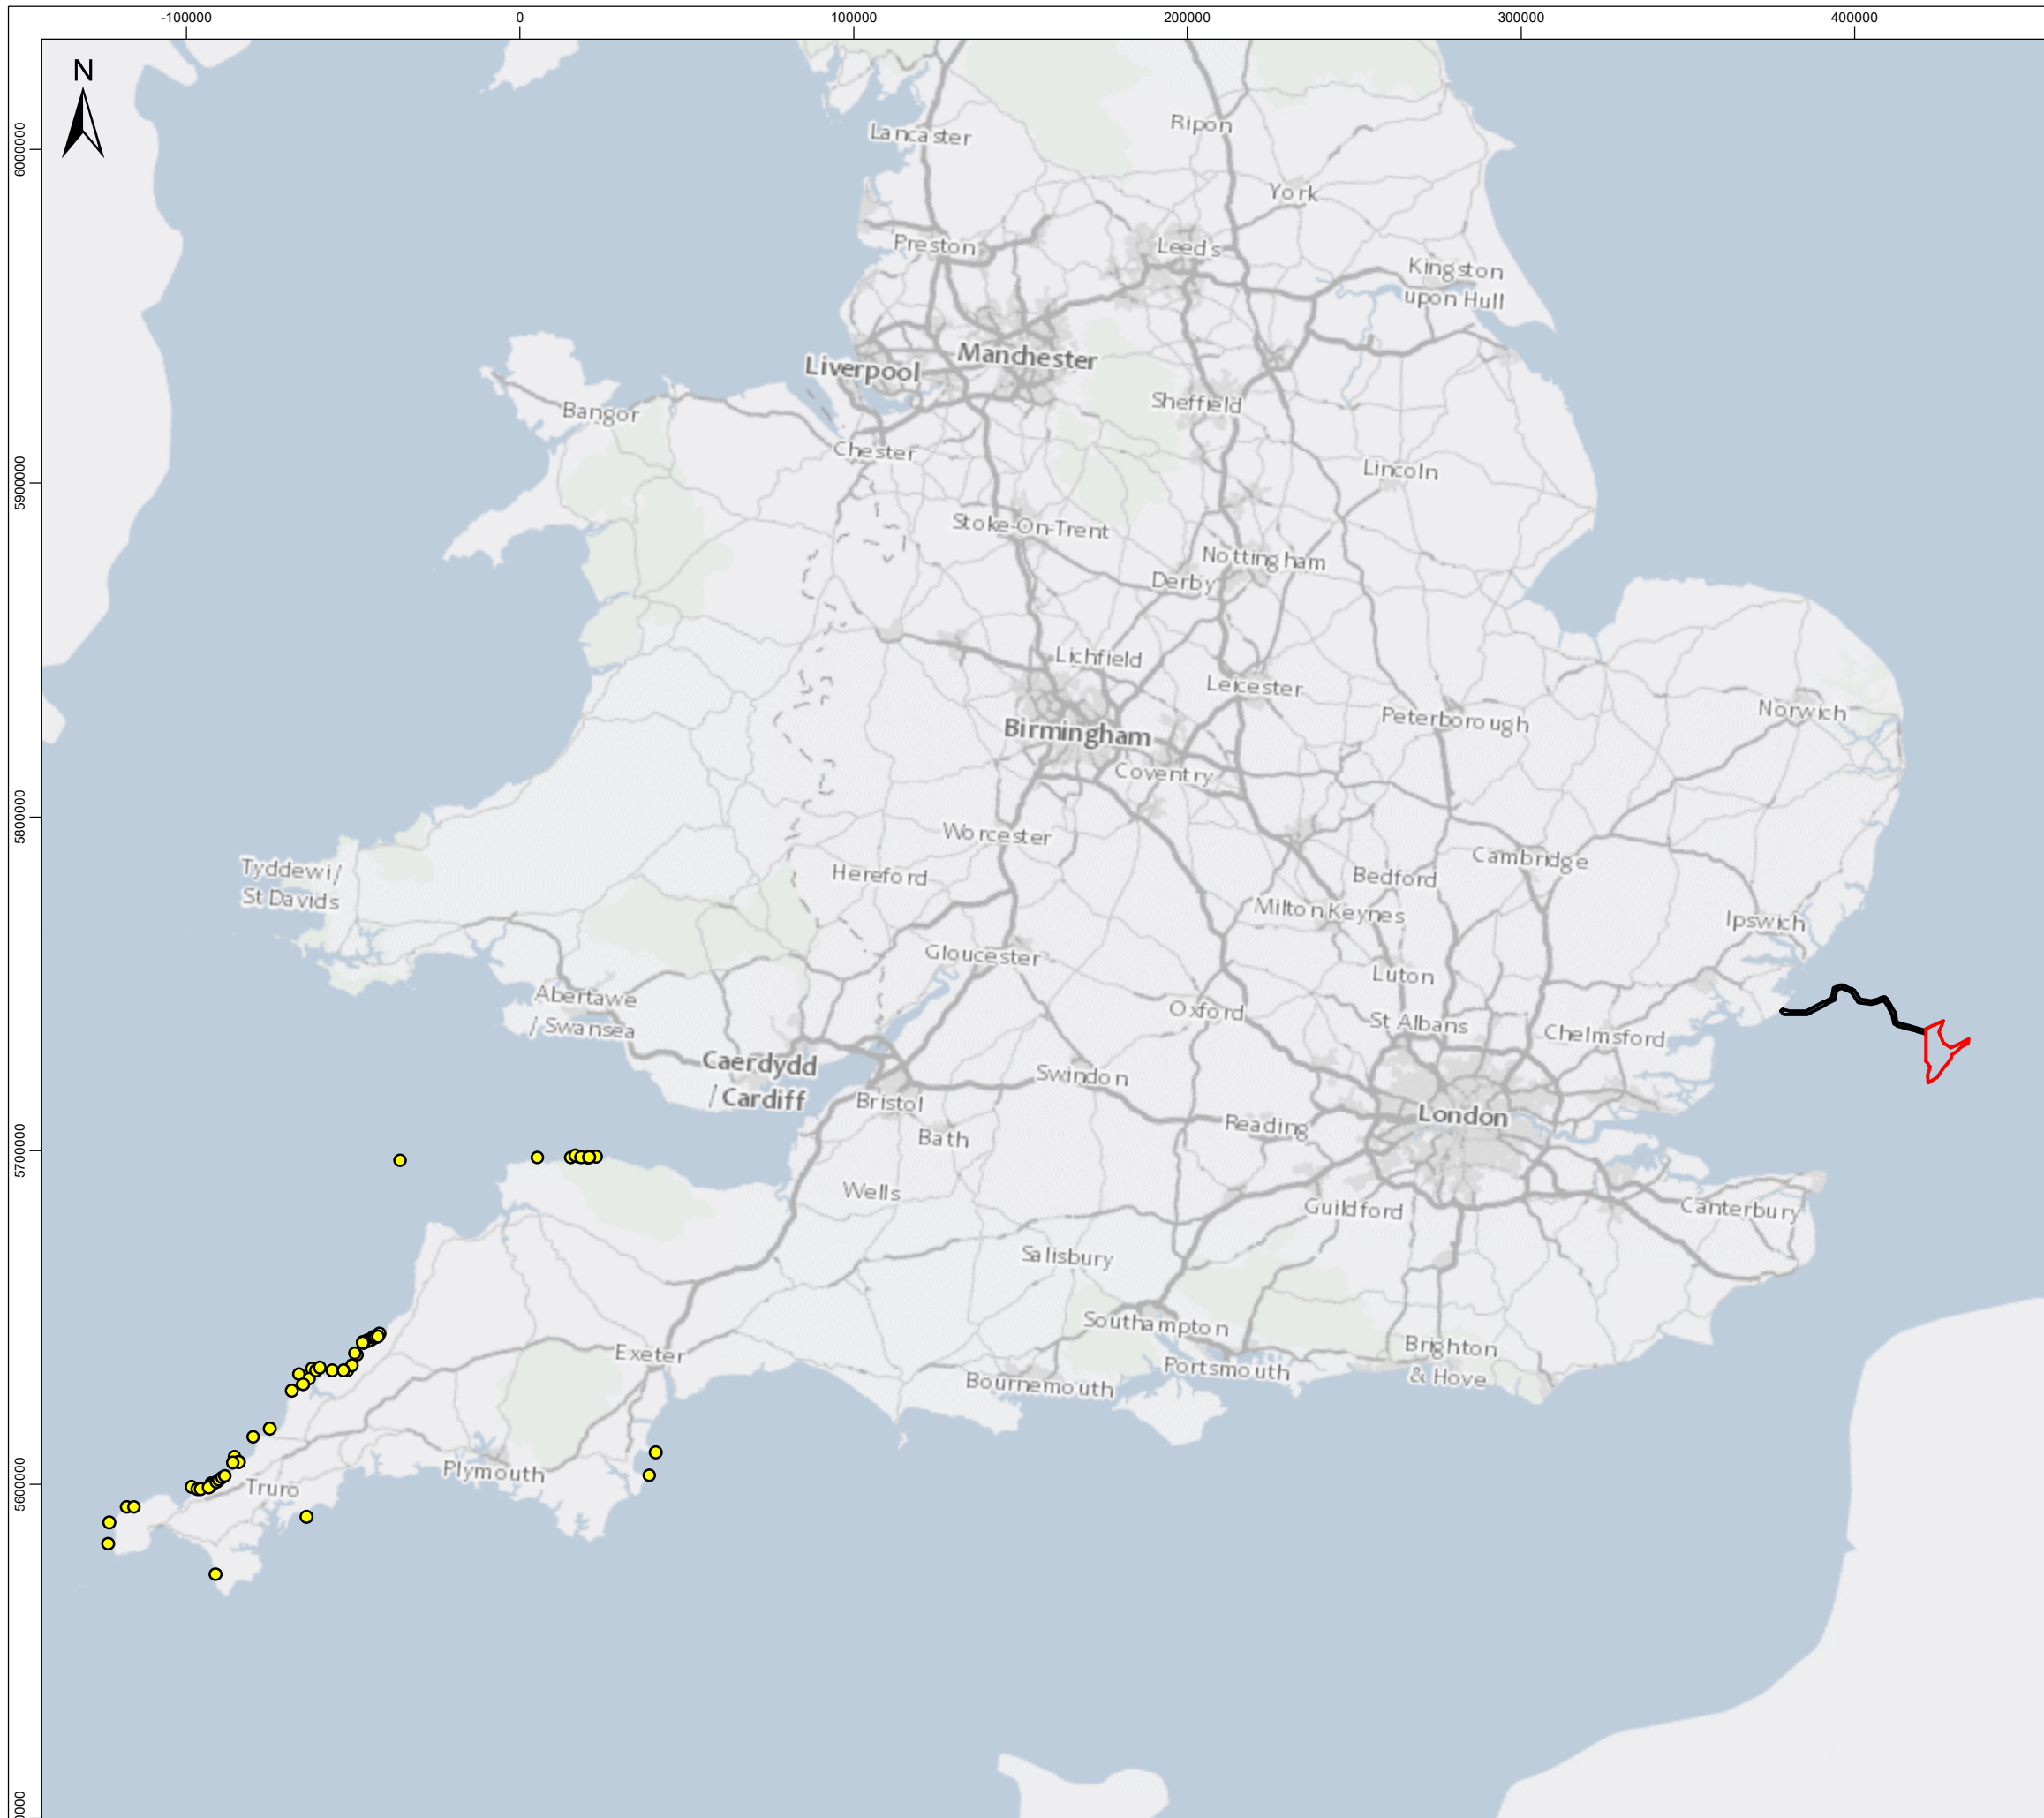 -100000 0 100000 200000 300000 400000
N
6000000
Lancaster
Ripon
York
Preston
Leeds
Kingston
upon Hull
Manchester
Liverpool
Bangor
Sheffield
Chester
Lincoln
5900000
Stoke-On-Trent
Nottingham
Derby
Lichfield
Leicester
Norwich
Peterborough
Birmingham
Coventry
5800000
Worcester
Cambridge
Tyddewi/
St Davids
Hereford
Bedford
Milton Keynes
Ipswich
Gloucester
Luton
Abertawe
/ Swansea
Oxford
St Albans
Chelmsford
Caerdydd
/ Cardiff
Swindon
Bristol
London
Reading
Bath
5700000
Wells
Guildford
Canterbury
Salisbury
Southampton
Exeter
Brighton
& Hove
Portsmouth
Bournemouth
Plymouth
5600000
Truro